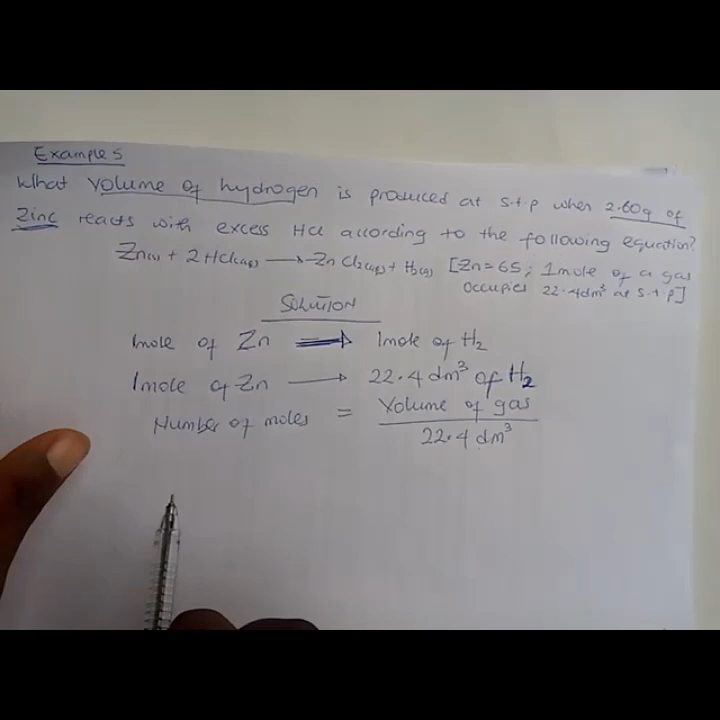 Example 5
What volume of hydrogen is produced at s.t.p when 2.60g of
Zinc reacts with excess HCl according to the following equation?
Zn(s) + 2HCl(aq) → ZnCl2(aq) + H2(g) [Zn = 65; 1mole of a gas
occupies 22.4dm³ at s.t.p]
SOLUTION
1mole of Zn ⟹ 1mole of H2
1mole of Zn → 22.4 dm³ of H2
Number of moles = Volume of gas
22.4 dm³